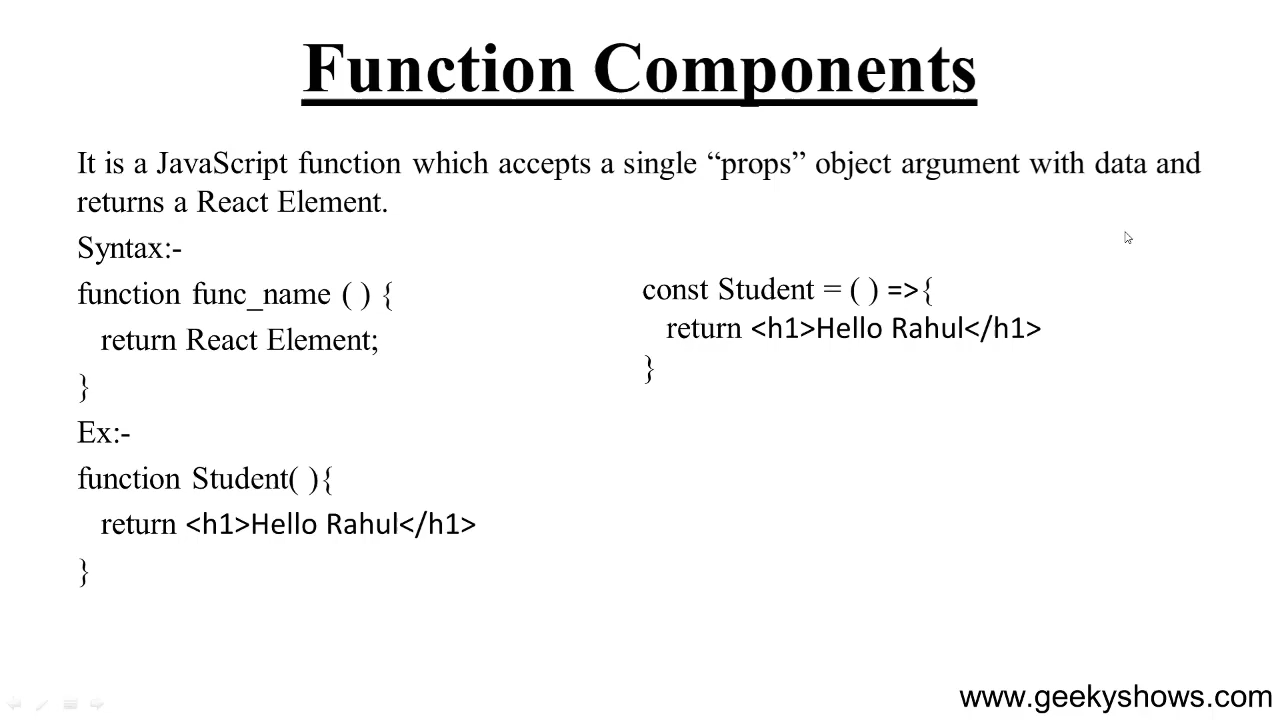 Function Components
It is a JavaScript function which accepts a single “props” object argument with data and
returns a React Element.
Syntax:-
function func_name ( ) {
return React Element;
}
Ex:-
function Student( ){
return <h1>Hello Rahul</h1>
}
const Student = ( ) =>{
return <h1>Hello Rahul</h1>
}
www.geekyshows.com